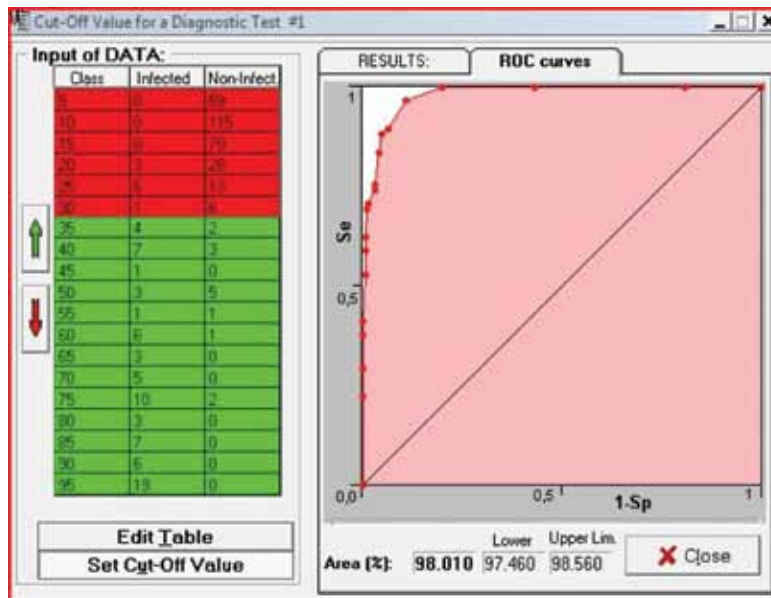 Cut-Off Value for a Diagnostic Test #1
Input of DATA:
Class Infected Non-Infect.
5 0 59
10 0 115
15 0 70
20 3 28
25 6 13
30 1 6
35 4 2
40 7 3
45 1 0
50 3 5
55 1 1
60 6 1
65 3 0
70 5 0
75 10 2
80 3 0
85 7 0
90 6 0
95 19 0
Edit Table
Set Cut-Off Value
RESULTS: ROC curves
1
Se
0,5
0,0 0,5 1-Sp 1
Lower Upper Lim.
Area (%): 98.010 97.460 98.560
Close